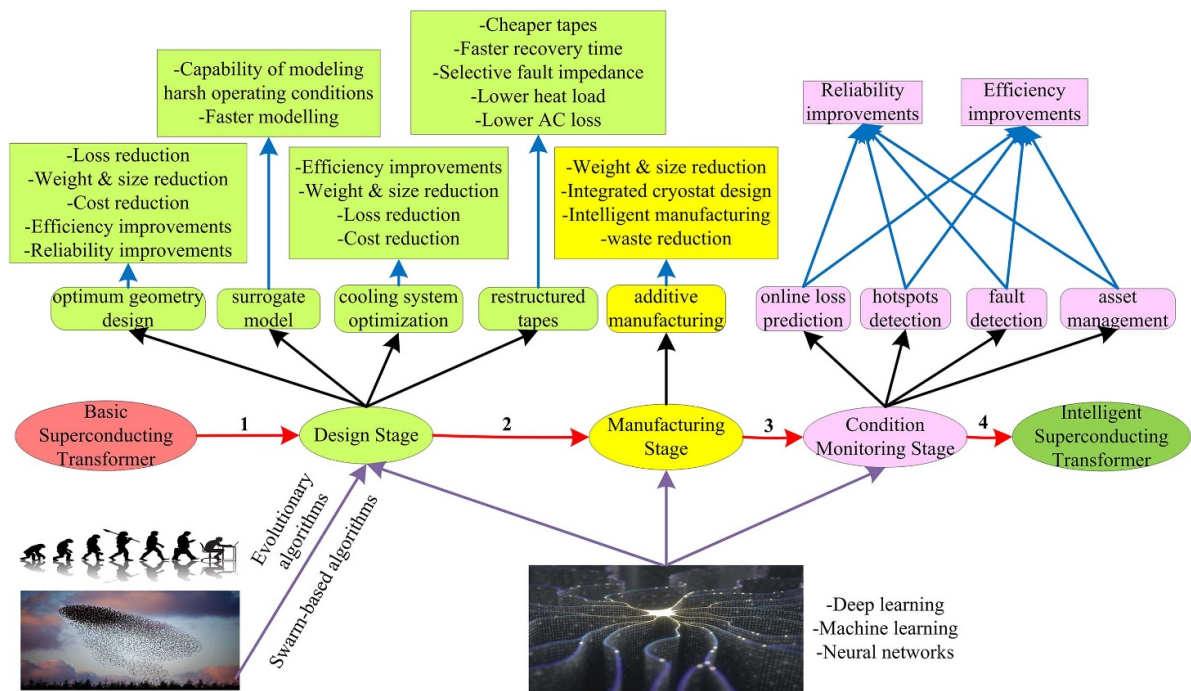 -Cheaper tapes
-Faster recovery time
-Selective fault impedance
-Lower heat load
-Lower AC loss
-Capability of modeling
harsh operating conditions
-Faster modelling
Reliability
improvements
Efficiency
improvements
-Loss reduction
-Weight & size reduction
-Cost reduction
-Efficiency improvements
-Reliability improvements
-Efficiency improvements
-Weight & size reduction
-Loss reduction
-Cost reduction
-Weight & size reduction
-Integrated cryostat design
-Intelligent manufacturing
-waste reduction
optimum geometry
design
surrogate
model
cooling system
optimization
restructured
tapes
additive
manufacturing
online loss
prediction
hotspots
detection
fault
detection
asset
management
Basic
Superconducting
Transformer
1
Design Stage
2
Manufacturing
Stage
3
Condition
Monitoring Stage
4
Intelligent
Superconducting
Transformer
Evolutionary
algorithms
Swarm-based algorithms
-Deep learning
-Machine learning
-Neural networks